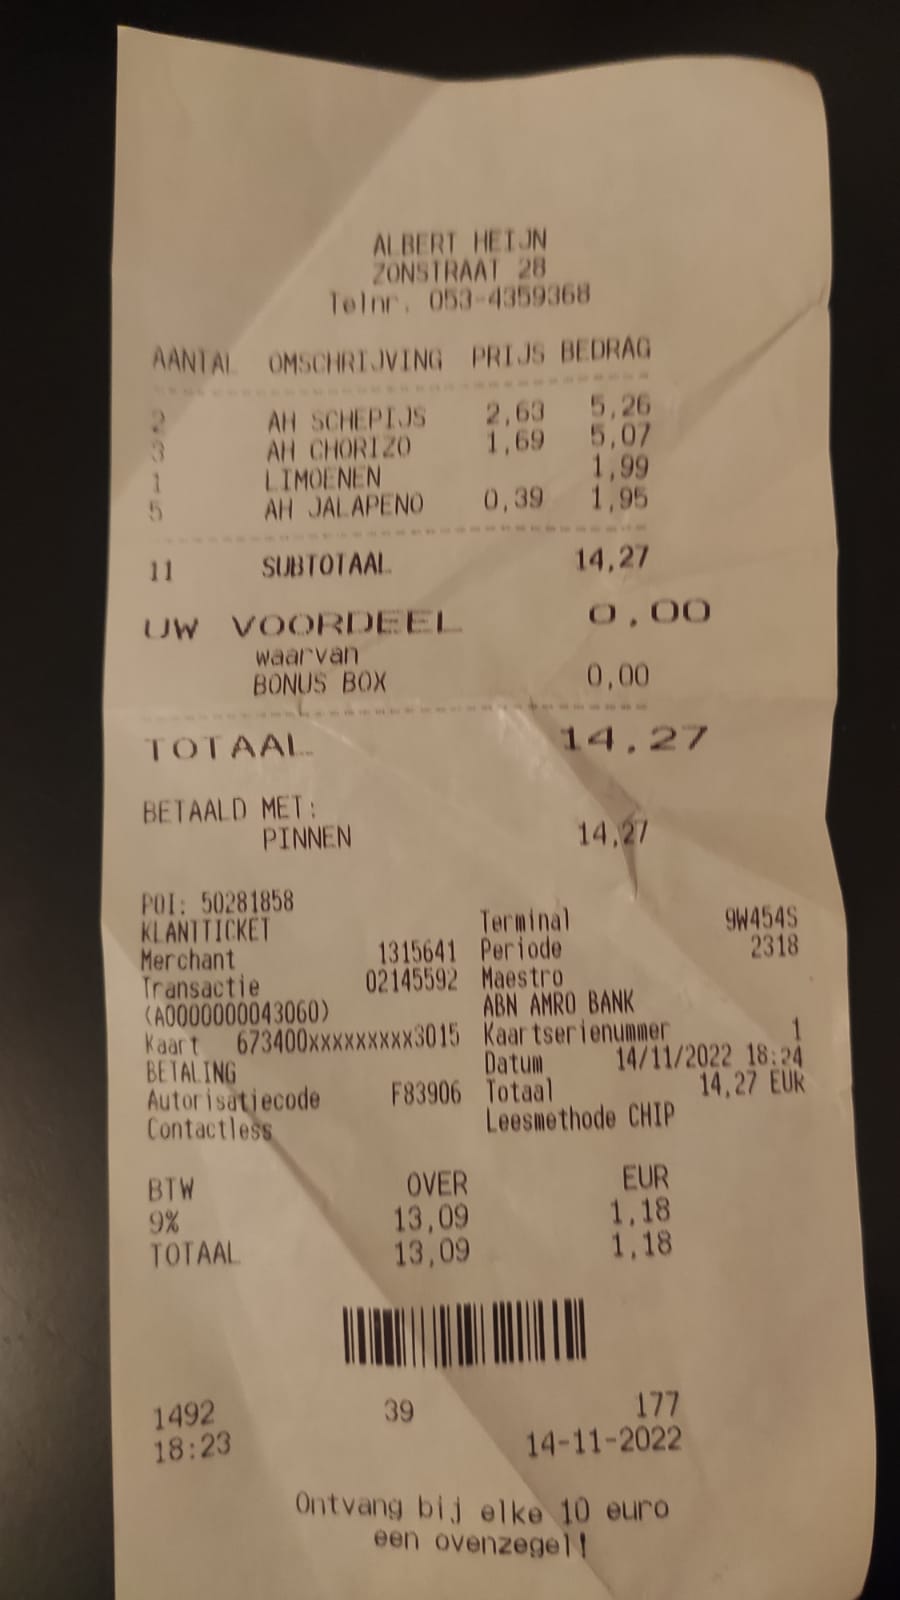 ALBERT HEIJN
ZONSTRAAT 28
Telnr. 053-4359368
AANTAL OMSCHRIJVING PRIJS BEDRAG
2 AH SCHEPIJS 2,63 5,26
3 AH CHORIZO 1,69 5,07
1 LIMOENEN 1,99
5 AH JALAPENO 0,39 1,95
11 SUBTOTAAL 14,27
UW VOORDEEL 0,00
waarvan
BONUS BOX 0,00
TOTAAL 14,27
BETAALD MET:
PINNEN 14,27
POI: 50281858
KLANTTICKET Terminal 9W454S
Merchant 1315641 Periode 2318
Transactie 02145592 Maestro
(A0000000043060) ABN AMRO BANK
Kaart 673400xxxxxxxxx3015 Kaartserienummer 1
BETALING Datum 14/11/2022 18:24
Autorisatiecode F83906 Totaal 14,27 EUR
Contactless Leesmethode CHIP
BTW OVER EUR
9% 13,09 1,18
TOTAAL 13,09 1,18
1492 39 177
18:23 14-11-2022
Ontvang bij elke 10 euro
een ovenzegel!